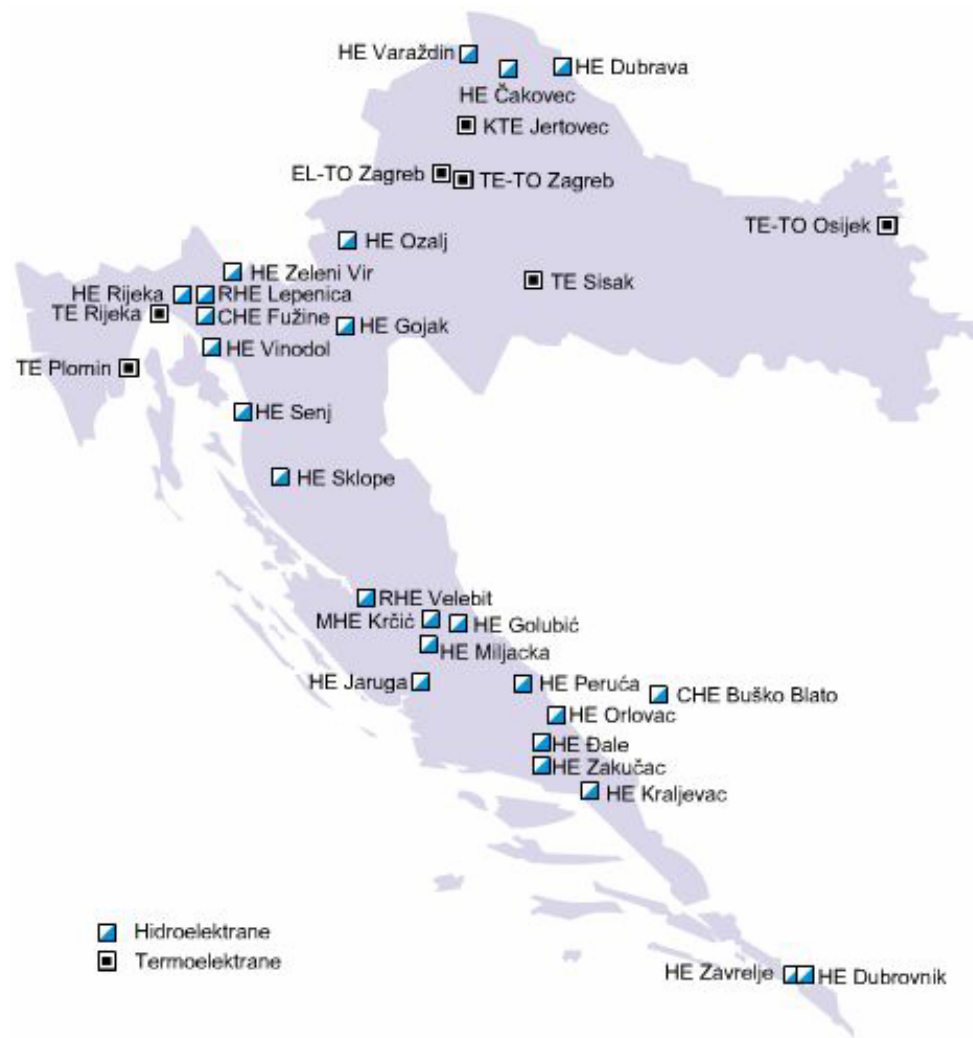 HE Varaždin
HE Dubrava
HE Čakovec
KTE Jertovec
EL-TO Zagreb
TE-TO Zagreb
TE-TO Osijek
HE Ozalj
HE Zeleni Vir
TE Sisak
HE Rijeka
RHE Lepenica
TE Rijeka
CHE Fužine
HE Gojak
HE Vinodol
TE Plomin
HE Senj
HE Sklope
RHE Velebit
MHE Krčić
HE Golubić
HE Miljacka
HE Jaruga
HE Peruća
CHE Buško Blato
HE Orlovac
HE Đale
HE Zakučac
HE Kraljevac
Hidroelektrane
Termoelektrane
HE Zavrelje
HE Dubrovnik